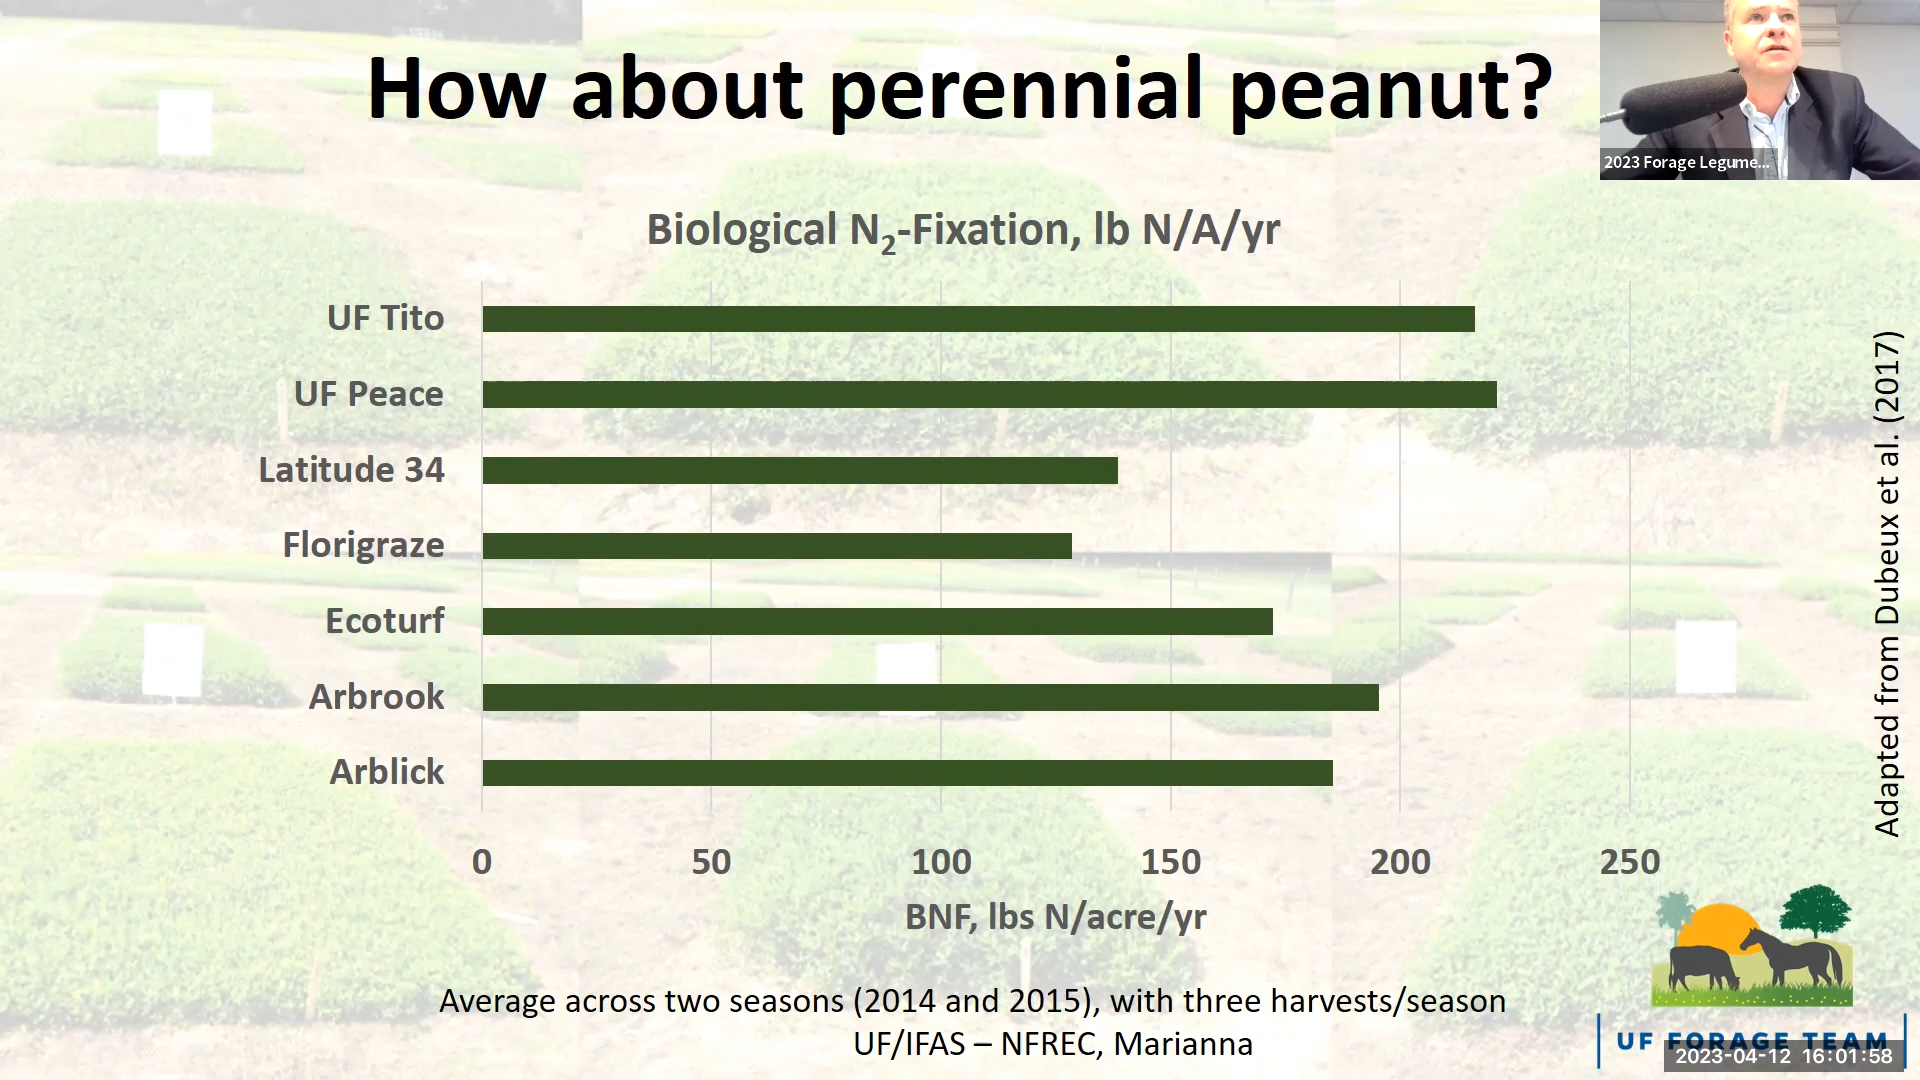 How about perennial peanut?
2023 Forage Legume...
Biological N₂-Fixation, lb N/A/yr
UF Tito
UF Peace
Latitude 34
Florigraze
Ecoturf
Arbrook
Arblick
0 50 100 150 200 250
BNF, lbs N/acre/yr
Adapted from Dubeux et al. (2017)
Average across two seasons (2014 and 2015), with three harvests/season
UF/IFAS – NFREC, Marianna
UF FORAGE TEAM
2023-04-12 16:01:58